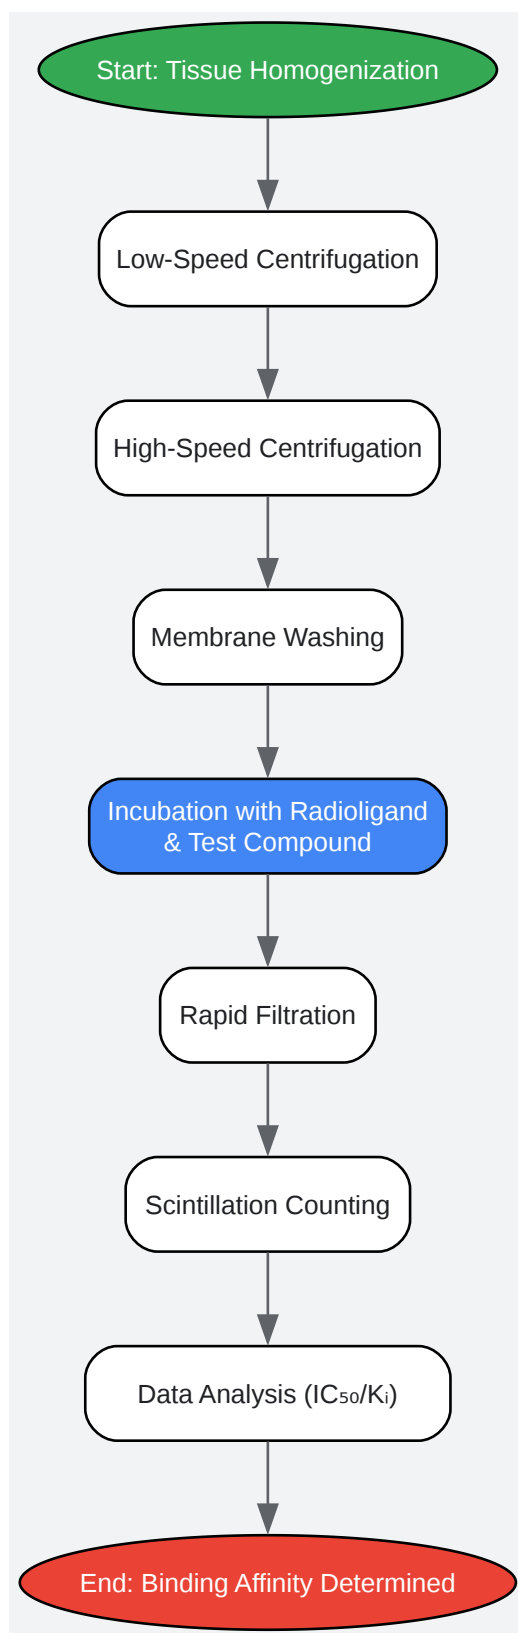 Start: Tissue Homogenization
Low-Speed Centrifugation
High-Speed Centrifugation
Membrane Washing
Incubation with Radioligand
& Test Compound
Rapid Filtration
Scintillation Counting
Data Analysis (IC₅₀/Kᵢ)
End: Binding Affinity Determined